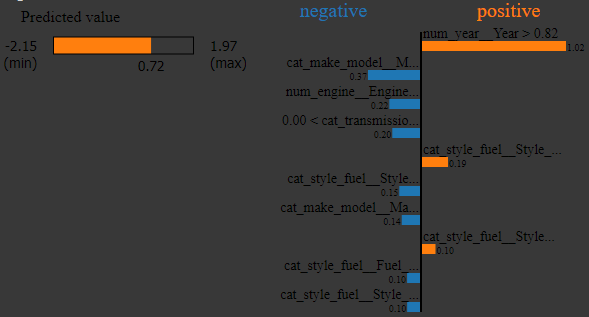 Predicted value
-2.15
(min)
0.72
1.97
(max)
negative
positive
num_year__Year > 0.82
1.02
cat_make_model__M...
0.37
num_engine__Engine...
0.22
0.00 < cat_transmissio...
0.20
cat_style_fuel__Style_...
0.19
cat_style_fuel__Style...
0.15
cat_make_model__Ma...
0.14
cat_style_fuel__Style...
0.10
cat_style_fuel__Fuel_...
0.10
cat_style_fuel__Style_...
0.10